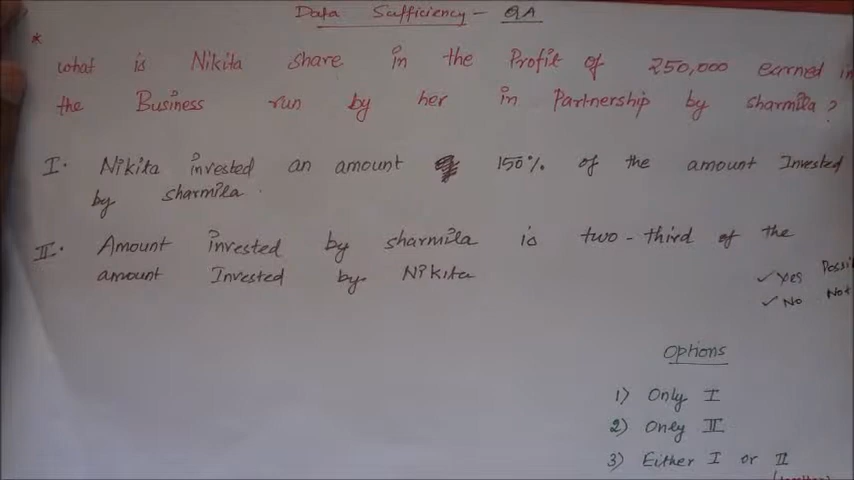 Data Sufficiency - QA
*
what is Nikita share in the Profit of 250,000 earned in
the Business run by her in Partnership by sharmila?
I. Nikita invested an amount 150% of the amount Invested
by sharmila.
II. Amount invested by sharmila is two-third of the
amount Invested by Nikita
✓ Yes Possi
✓ No Not
Options
1) Only I
2) Only II
3) Either I or II